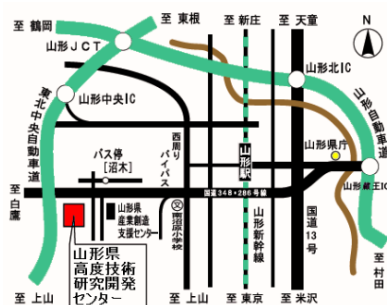 至 鶴岡
至 東根
至 新庄
至 天童
N
山形JCT
山形北IC
山形中央IC
東北中央自動車道
山形自動車道
西周りバイパス
山形駅
山形県庁
バス停
[沼木]
山形蔵王IC
国道348・286号線
至
白鷹
山形県
産業創造
支援センター
文
南沼原小学校
山形新幹線
国道13号
山形県
高度技術
研究開発
センター
至 上山
至 上山
至 東京
至 米沢
至
村田